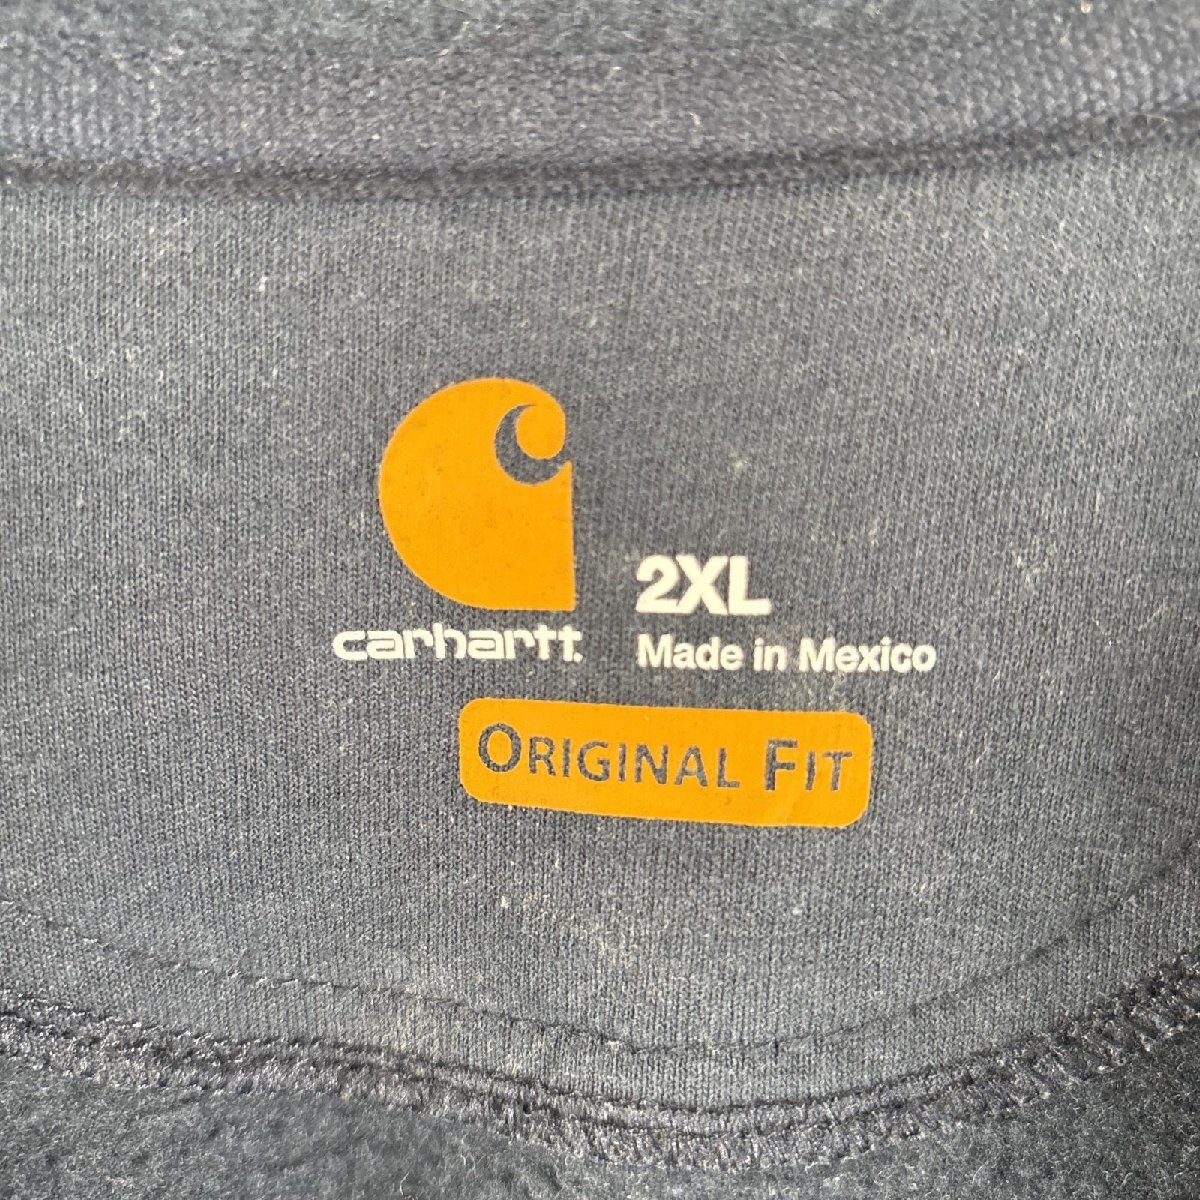 carhartt.
2XL
Made in Mexico
ORIGINAL FIT